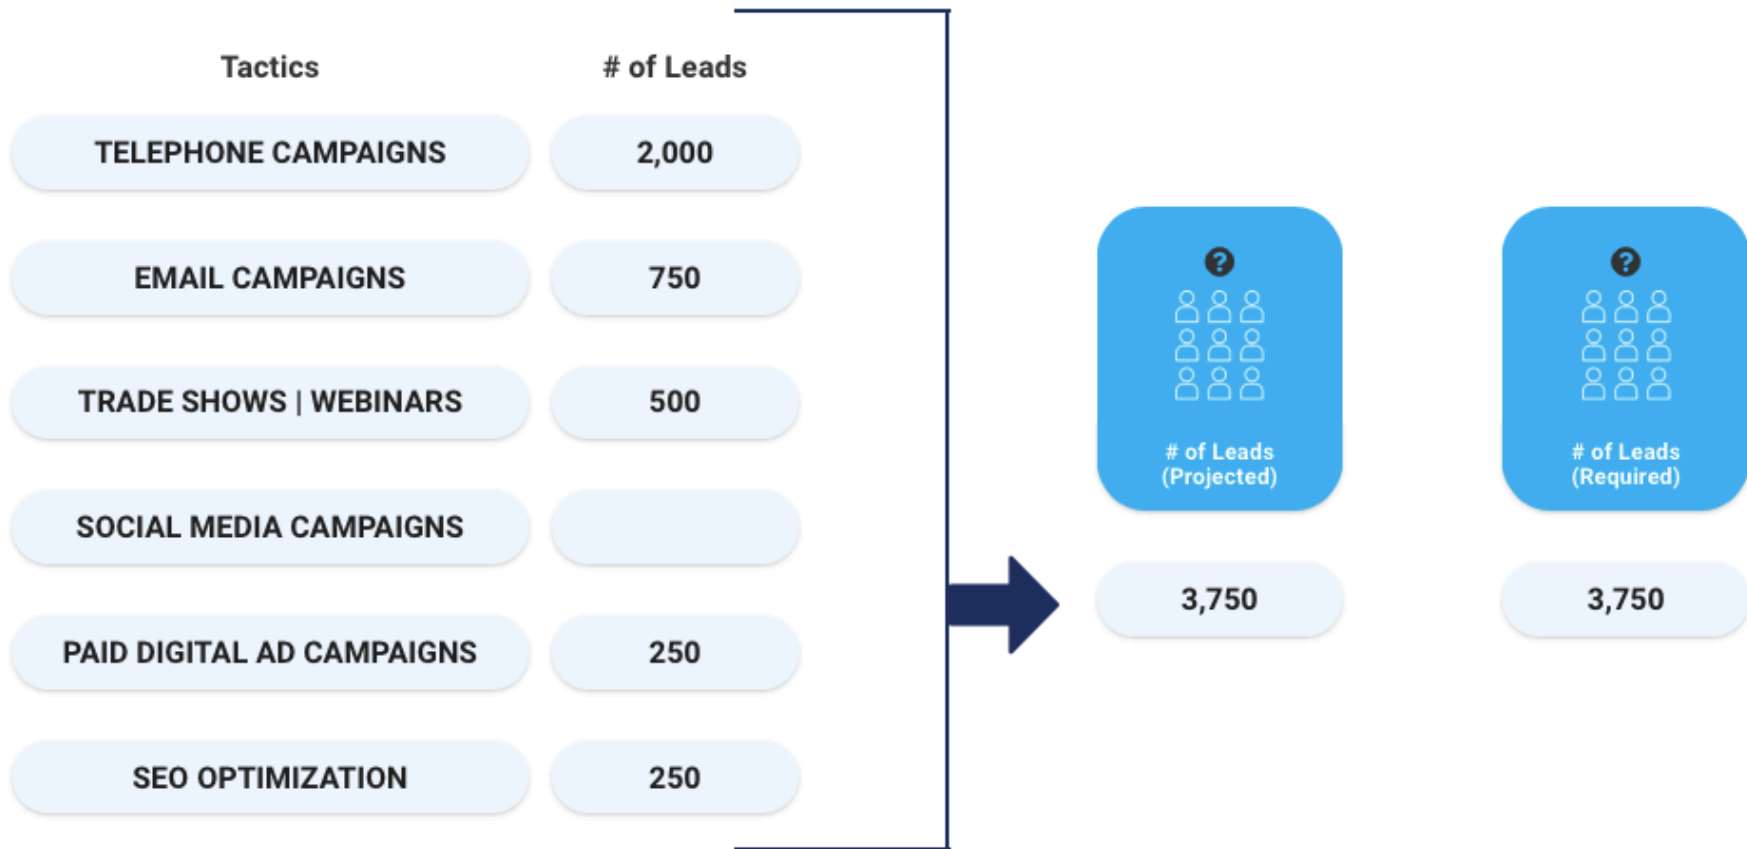 Tactics # of Leads
TELEPHONE CAMPAIGNS 2,000
EMAIL CAMPAIGNS 750
TRADE SHOWS | WEBINARS 500
SOCIAL MEDIA CAMPAIGNS
PAID DIGITAL AD CAMPAIGNS 250
SEO OPTIMIZATION 250
?
# of Leads
(Projected)
3,750
?
# of Leads
(Required)
3,750